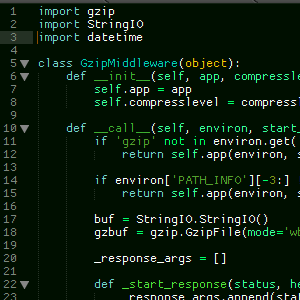 1 import gzip
2 import StringIO
3 import datetime
4
5 class GzipMiddleware(object):
6 def __init__(self, app, compressle
7 self.app = app
8 self.compresslevel = compress
9
10 def __call__(self, environ, start_
11 if 'gzip' not in environ.get(
12 return self.app(environ, s
13
14 if environ['PATH_INFO'][-3:]
15 return self.app(environ, s
16
17 buf = StringIO.StringIO()
18 gzbuf = gzip.GzipFile(mode='wb
19
20 _response_args = []
21
22 def _start_response(status, he
23 _response_args.append(sta